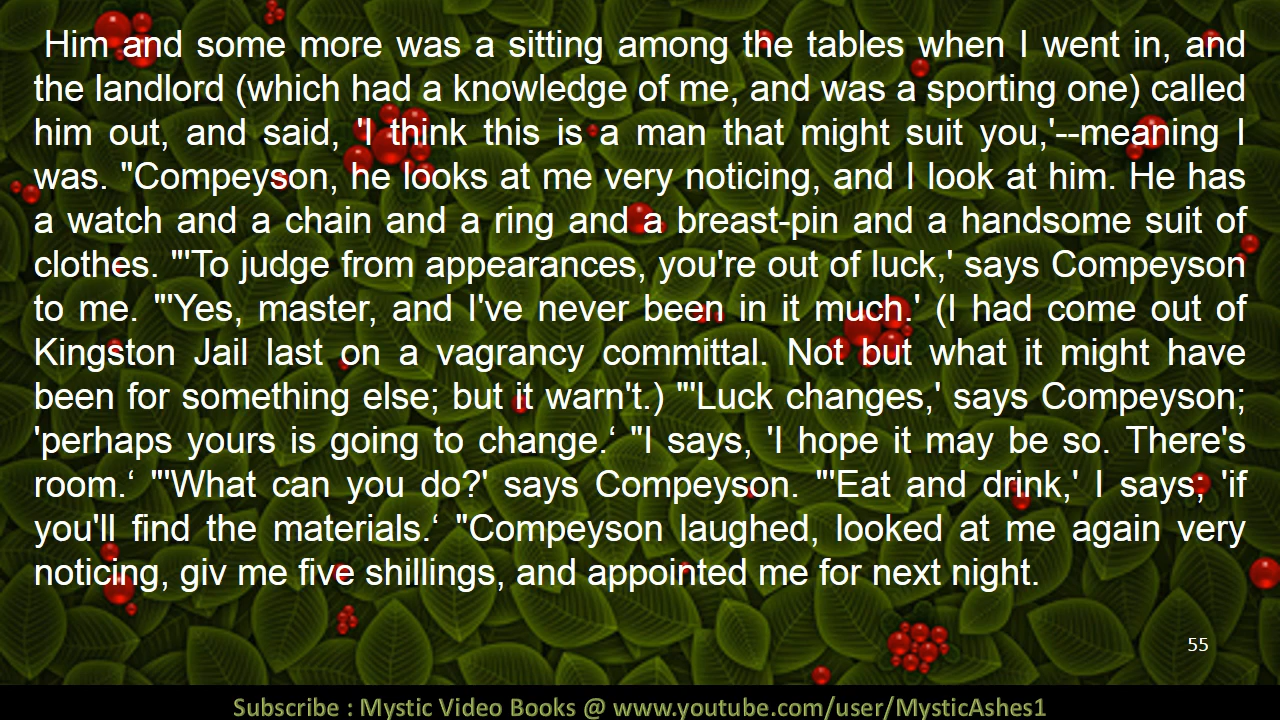 Him and some more was a sitting among the tables when I went in, and
the landlord (which had a knowledge of me, and was a sporting one) called
him out, and said, 'I think this is a man that might suit you,'--meaning I
was. "Compeyson, he looks at me very noticing, and I look at him. He has
a watch and a chain and a ring and a breast-pin and a handsome suit of
clothes. "'To judge from appearances, you're out of luck,' says Compeyson
to me. "'Yes, master, and I've never been in it much.' (I had come out of
Kingston Jail last on a vagrancy committal. Not but what it might have
been for something else; but it warn't.) "'Luck changes,' says Compeyson;
'perhaps yours is going to change.‘ "I says, 'I hope it may be so. There's
room.‘ "'What can you do?' says Compeyson. "'Eat and drink,' I says; 'if
you'll find the materials.‘ "Compeyson laughed, looked at me again very
noticing, giv me five shillings, and appointed me for next night.
55
Subscribe : Mystic Video Books @ www.youtube.com/user/MysticAshes1